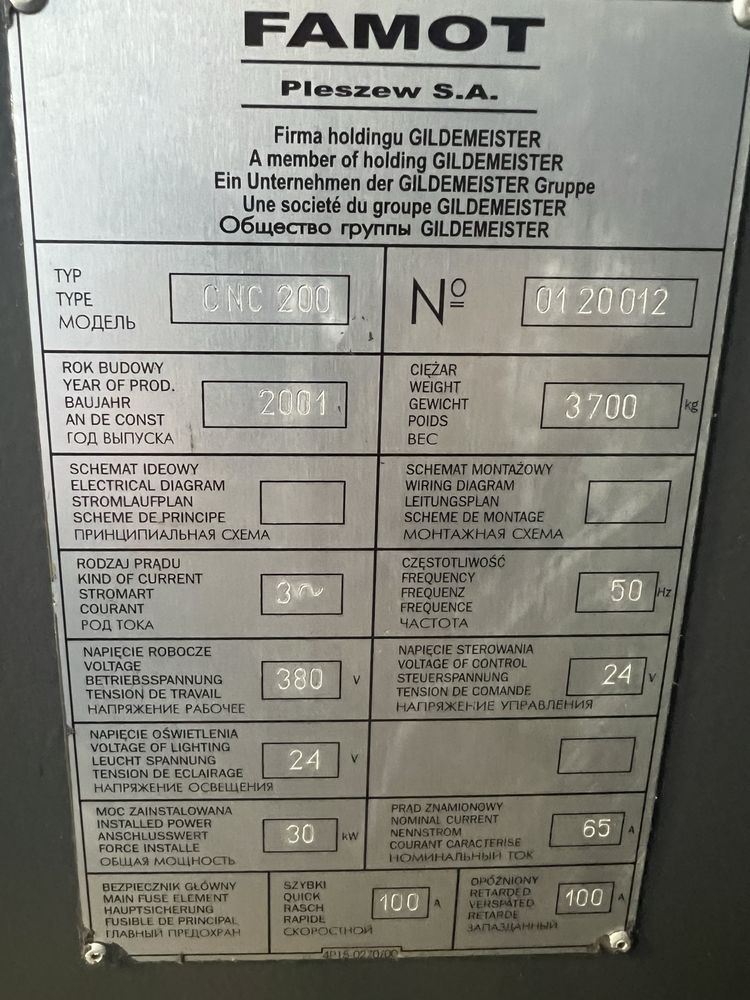 FAMOT
Pleszew S.A.
Firma holdingu GILDEMEISTER
A member of holding GILDEMEISTER
Ein Unternehmen der GILDEMEISTER Gruppe
Une societé du groupe GILDEMEISTER
Общество группы GILDEMEISTER
TYP
TYPE
МОДЕЛЬ
CNC 200
Nº
0120012
ROK BUDOWY
YEAR OF PROD.
BAUJAHR
AN DE CONST
ГОД ВЫПУСКА
2001
CIĘŻAR
WEIGHT
GEWICHT
POIDS
ВЕС
3700 kg
SCHEMAT IDEOWY
ELECTRICAL DIAGRAM
STROMLAUFPLAN
SCHEME DE PRINCIPE
ПРИНЦИПИАЛЬНАЯ СХЕМА
SCHEMAT MONTAŻOWY
WIRING DIAGRAM
LEITUNGSPLAN
SCHEME DE MONTAGE
МОНТАЖНАЯ СХЕМА
RODZAJ PRĄDU
KIND OF CURRENT
STROMART
COURANT
РОД ТОКА
3~
CZĘSTOTLIWOŚĆ
FREQUENCY
FREQUENZ
FREQUENCE
ЧАСТОТА
50 Hz
NAPIĘCIE ROBOCZE
VOLTAGE
BETRIEBSSPANNUNG
TENSION DE TRAVAIL
НАПРЯЖЕНИЕ РАБОЧЕЕ
380 V
NAPIĘCIE STEROWANIA
VOLTAGE OF CONTROL
STEUERSPANNUNG
TENSION DE COMANDE
НАПРЯЖЕНИЕ УПРАВЛЕНИЯ
24 V
NAPIĘCIE OŚWIETLENIA
VOLTAGE OF LIGHTING
LEUCHT SPANNUNG
TENSION DE ECLAIRAGE
НАПРЯЖЕНИЕ ОСВЕЩЕНИЯ
24 V
MOC ZAINSTALOWANA
INSTALLED POWER
ANSCHLUSSWERT
FORCE INSTALLE
ОБЩАЯ МОЩНОСТЬ
30 kW
PRĄD ZNAMIONOWY
NOMINAL CURRENT
NENNSTROM
COURANT CARACTERISE
НОМИНАЛЬНЫЙ ТОК
65 A
BEZPIECZNIK GŁÓWNY
MAIN FUSE ELEMENT
HAUPTSICHERUNG
FUSIBLE DE PRINCIPAL
ГЛАВНЫЙ ПРЕДОХРАН
SZYBKI
QUICK
RASCH
RAPIDE
СКОРОСТНОЙ
100 A
OPÓŹNIONY
RETARDED
VERSPATED
RETARDE
ЗАПАЗДАННЫЙ
100 A